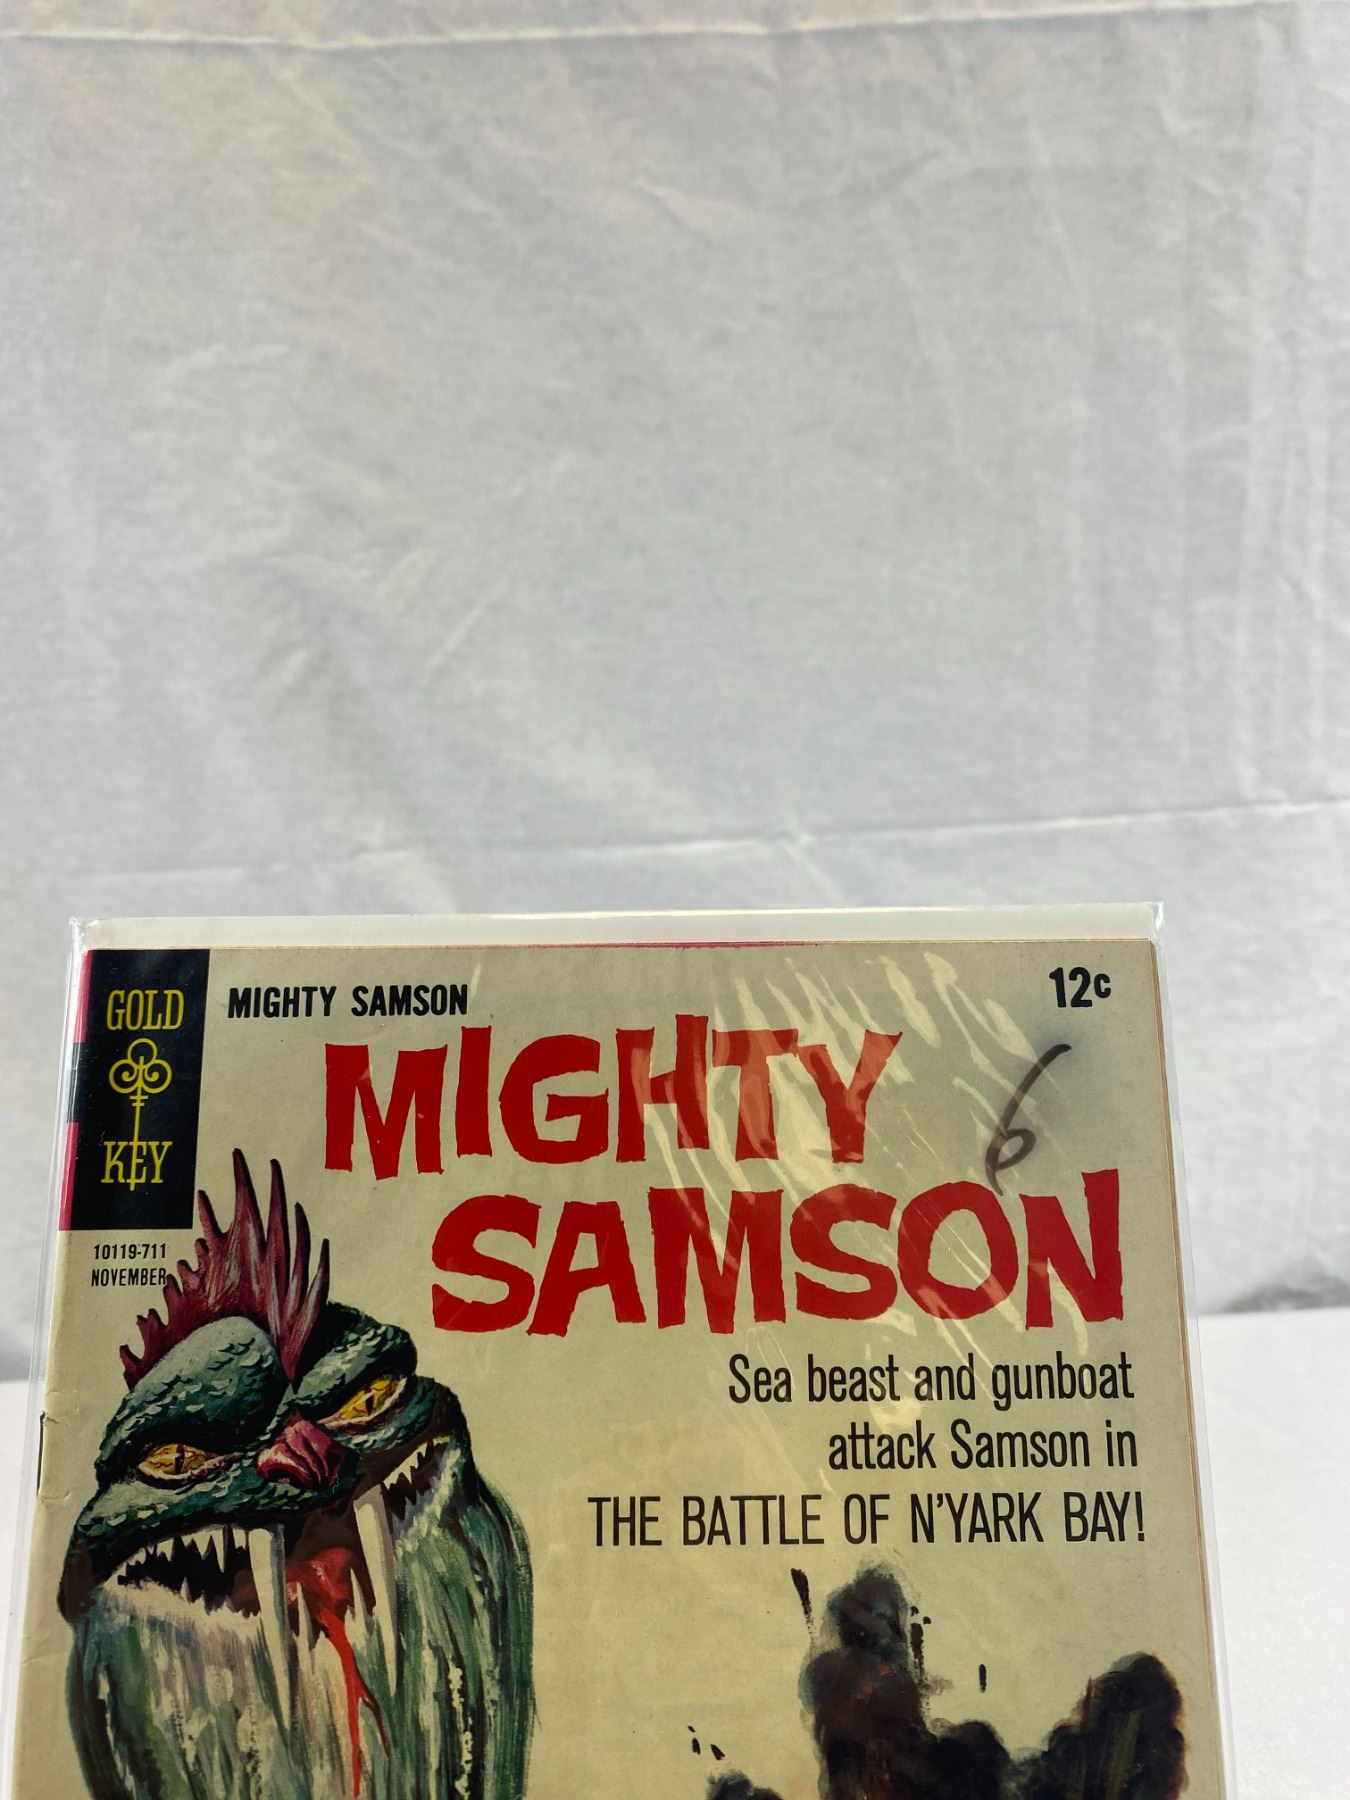 GOLD
KEY
MIGHTY SAMSON
12c
6
MIGHTY
SAMSON
10119-711
NOVEMBER
Sea beast and gunboat
attack Samson in
THE BATTLE OF N'YARK BAY!